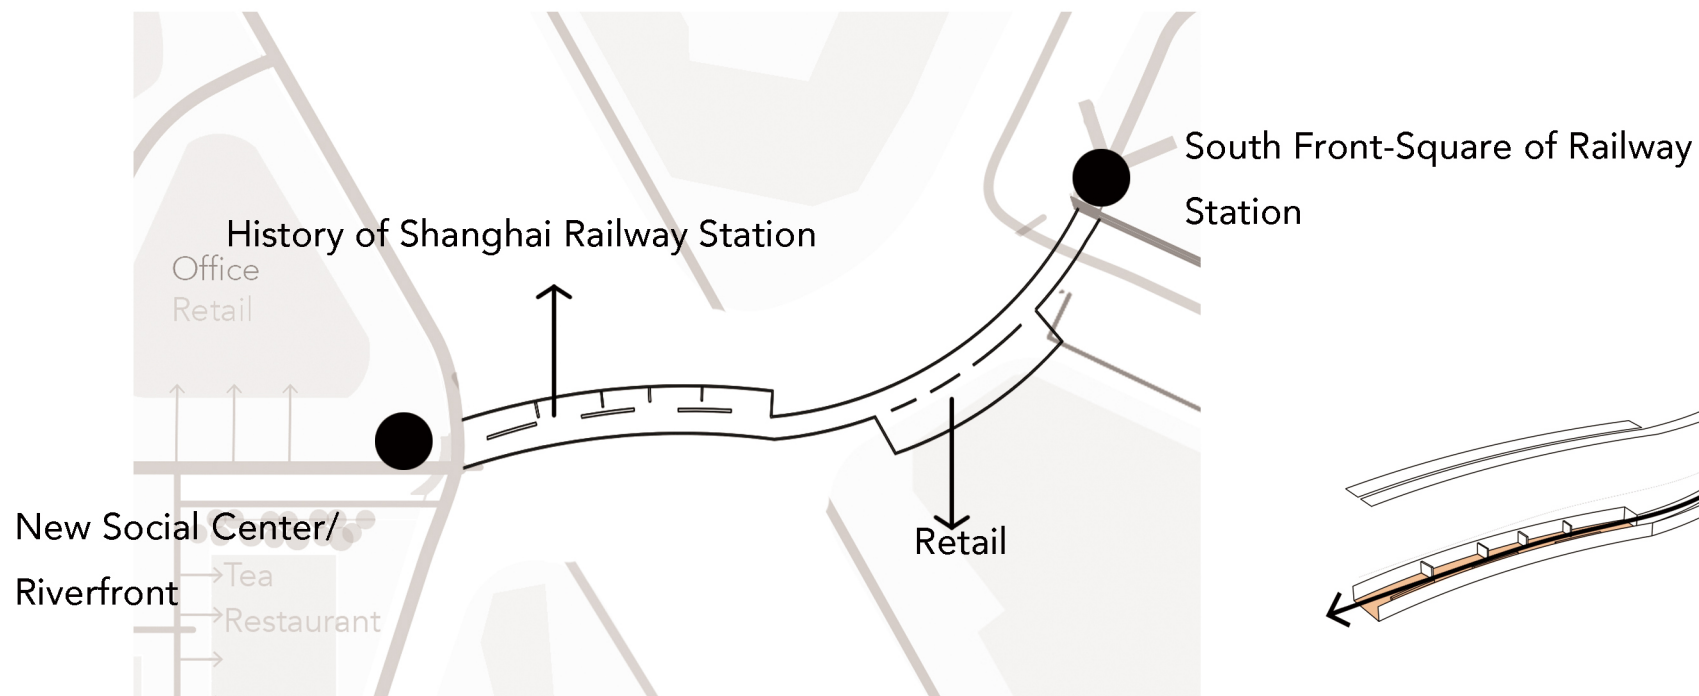 South Front-Square of Railway
Station
History of Shanghai Railway Station
Office
Retail
New Social Center/
Riverfront
Retail
Tea
Restaurant